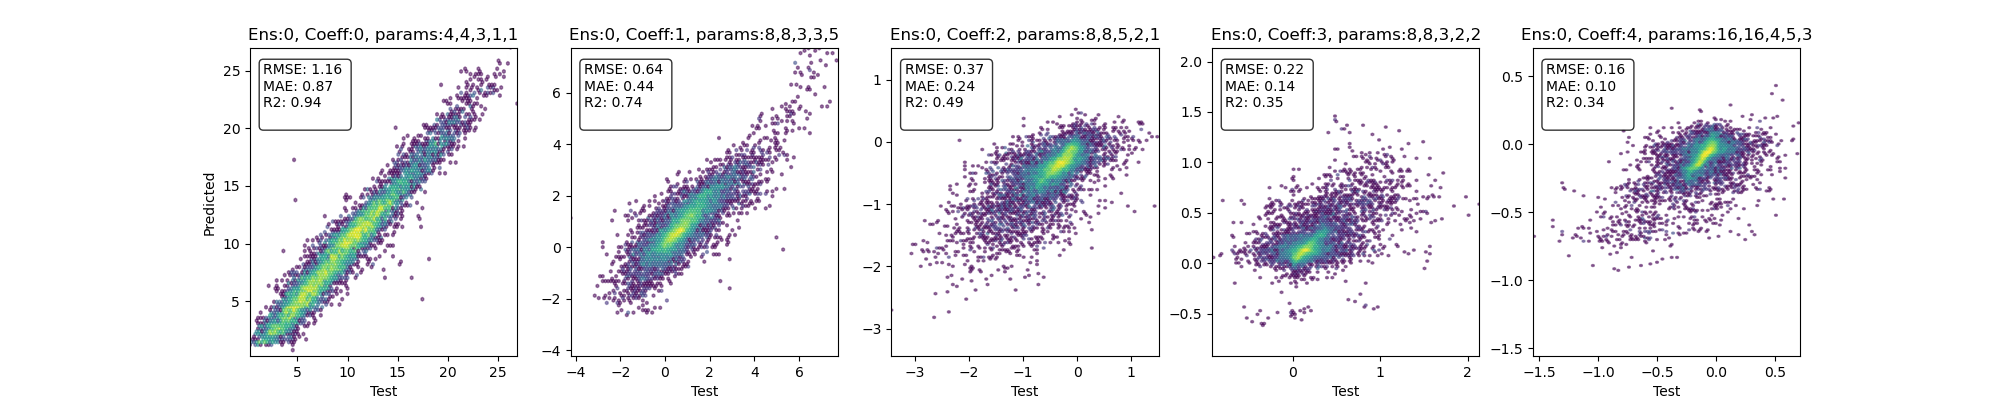 Ens:0, Coeff:0, params:4,4,3,1,1
RMSE: 1.16
MAE: 0.87
R2: 0.94
25
20
15
10
5
Predicted
5 10 15 20 25
Test
Ens:0, Coeff:1, params:8,8,3,3,5
RMSE: 0.64
MAE: 0.44
R2: 0.74
6
4
2
0
−2
−4
−4 −2 0 2 4 6
Test
Ens:0, Coeff:2, params:8,8,5,2,1
RMSE: 0.37
MAE: 0.24
R2: 0.49
1
0
−1
−2
−3
−3 −2 −1 0 1
Test
Ens:0, Coeff:3, params:8,8,3,2,2
RMSE: 0.22
MAE: 0.14
R2: 0.35
2.0
1.5
1.0
0.5
0.0
−0.5
0 1 2
Test
Ens:0, Coeff:4, params:16,16,4,5,3
RMSE: 0.16
MAE: 0.10
R2: 0.34
0.5
0.0
−0.5
−1.0
−1.5
−1.5 −1.0 −0.5 0.0 0.5
Test